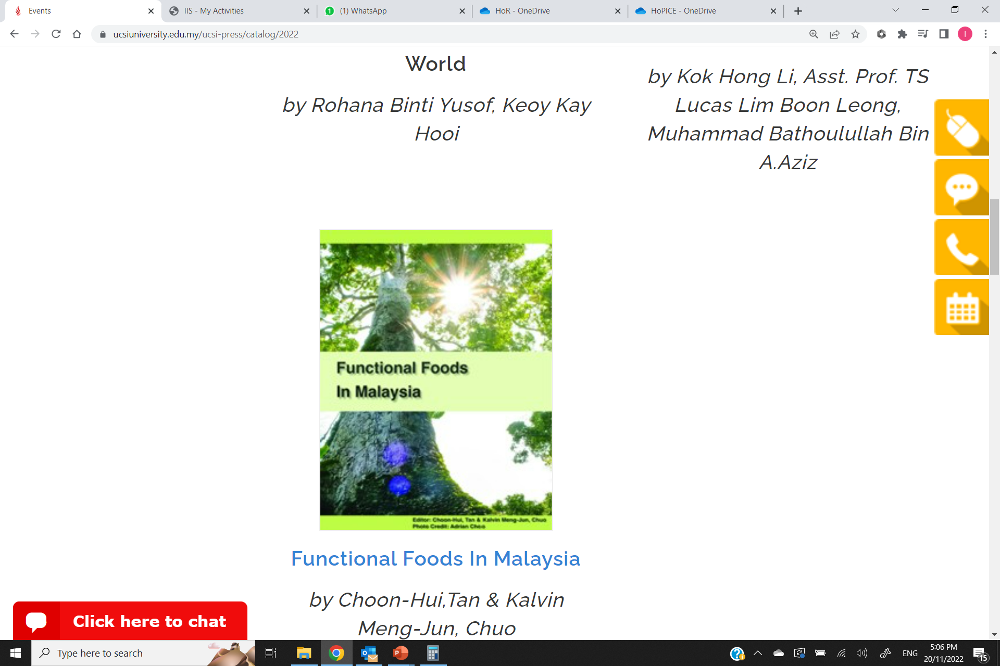 Events
IIS - My Activities
(1) WhatsApp
HoR - OneDrive
HoPICE - OneDrive
ucsiuniversity.edu.my/ucsi-press/catalog/2022
I
World
by Rohana Binti Yusof, Keoy Kay
Hooi
by Kok Hong Li, Asst. Prof. TS
Lucas Lim Boon Leong,
Muhammad Bathoulullah Bin
A.Aziz
Functional Foods
In Malaysia
Editor: Choon-Hui, Tan & Kalvin Meng-Jun, Chuo
Photo Credit: Adrian Choo
Functional Foods In Malaysia
by Choon-Hui,Tan & Kalvin
Meng-Jun, Chuo
Click here to chat
Type here to search
ENG
5:06 PM
20/11/2022
15